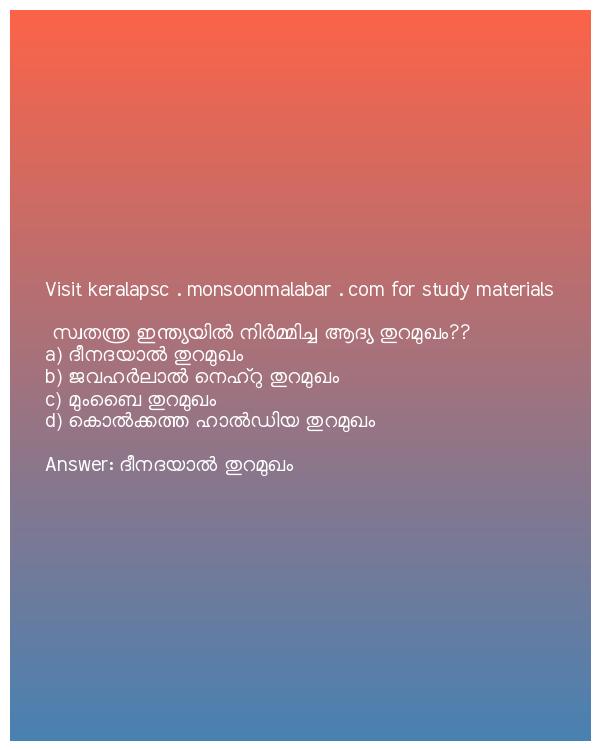 Visit keralapsc . monsoonmalabar . com for study materials
സ്വതന്ത്ര ഇന്ത്യയിൽ നിർമ്മിച്ച ആദ്യ തുറമുഖം??
a) ദീനദയാൽ തുറമുഖം
b) ജവഹർലാൽ നെഹ്റു തുറമുഖം
c) മുംബൈ തുറമുഖം
d) കൊൽക്കത്ത ഹാൽഡിയ തുറമുഖം
Answer: ദീനദയാൽ തുറമുഖം